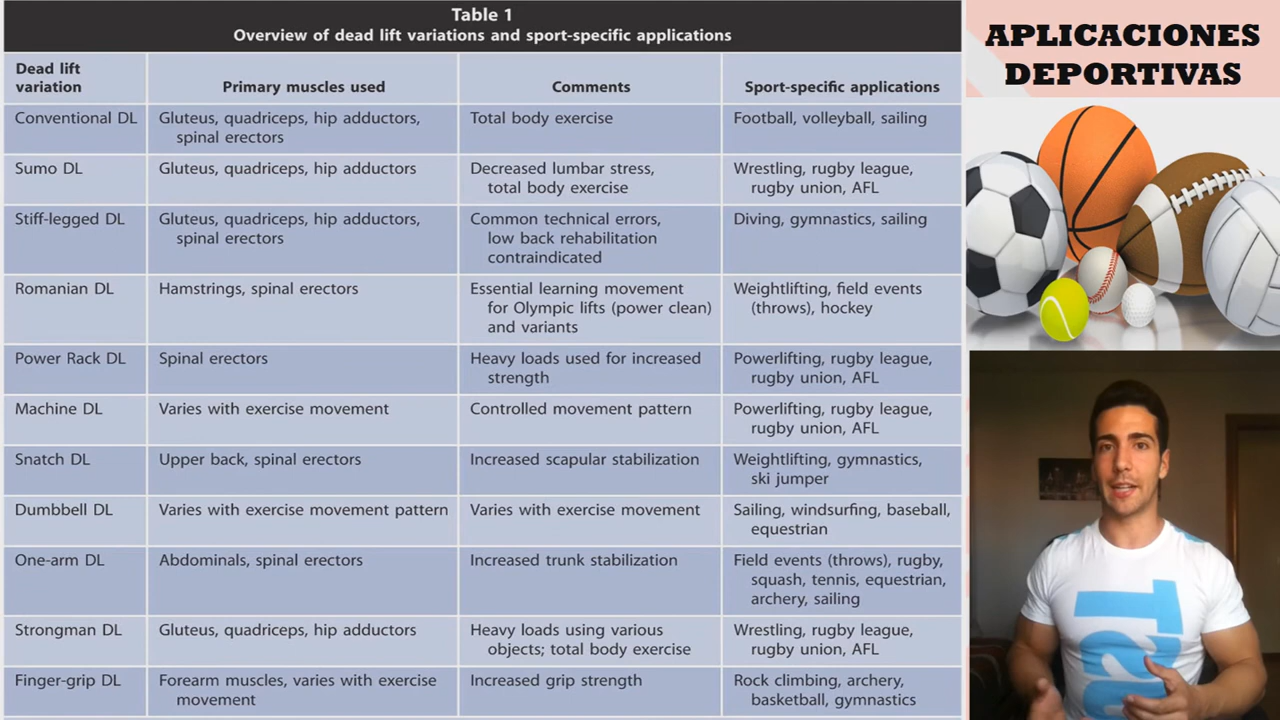 Table 1
Overview of dead lift variations and sport-specific applications
Dead lift
variation
Primary muscles used
Comments
Sport-specific applications
Conventional DL
Gluteus, quadriceps, hip adductors,
spinal erectors
Total body exercise
Football, volleyball, sailing
Sumo DL
Gluteus, quadriceps, hip adductors
Decreased lumbar stress,
total body exercise
Wrestling, rugby league,
rugby union, AFL
Stiff-legged DL
Gluteus, quadriceps, hip adductors,
spinal erectors
Common technical errors,
low back rehabilitation
contraindicated
Diving, gymnastics, sailing
Romanian DL
Hamstrings, spinal erectors
Essential learning movement
for Olympic lifts (power clean)
and variants
Weightlifting, field events
(throws), hockey
Power Rack DL
Spinal erectors
Heavy loads used for increased
strength
Powerlifting, rugby league,
rugby union, AFL
Machine DL
Varies with exercise movement
Controlled movement pattern
Powerlifting, rugby league,
rugby union, AFL
Snatch DL
Upper back, spinal erectors
Increased scapular stabilization
Weightlifting, gymnastics,
ski jumper
Dumbbell DL
Varies with exercise movement pattern
Varies with exercise movement
Sailing, windsurfing, baseball,
equestrian
One-arm DL
Abdominals, spinal erectors
Increased trunk stabilization
Field events (throws), rugby,
squash, tennis, equestrian,
archery, sailing
Strongman DL
Gluteus, quadriceps, hip adductors
Heavy loads using various
objects; total body exercise
Wrestling, rugby league,
rugby union, AFL
Finger-grip DL
Forearm muscles, varies with exercise
movement
Increased grip strength
Rock climbing, archery,
basketball, gymnastics
APLICACIONES
DEPORTIVAS